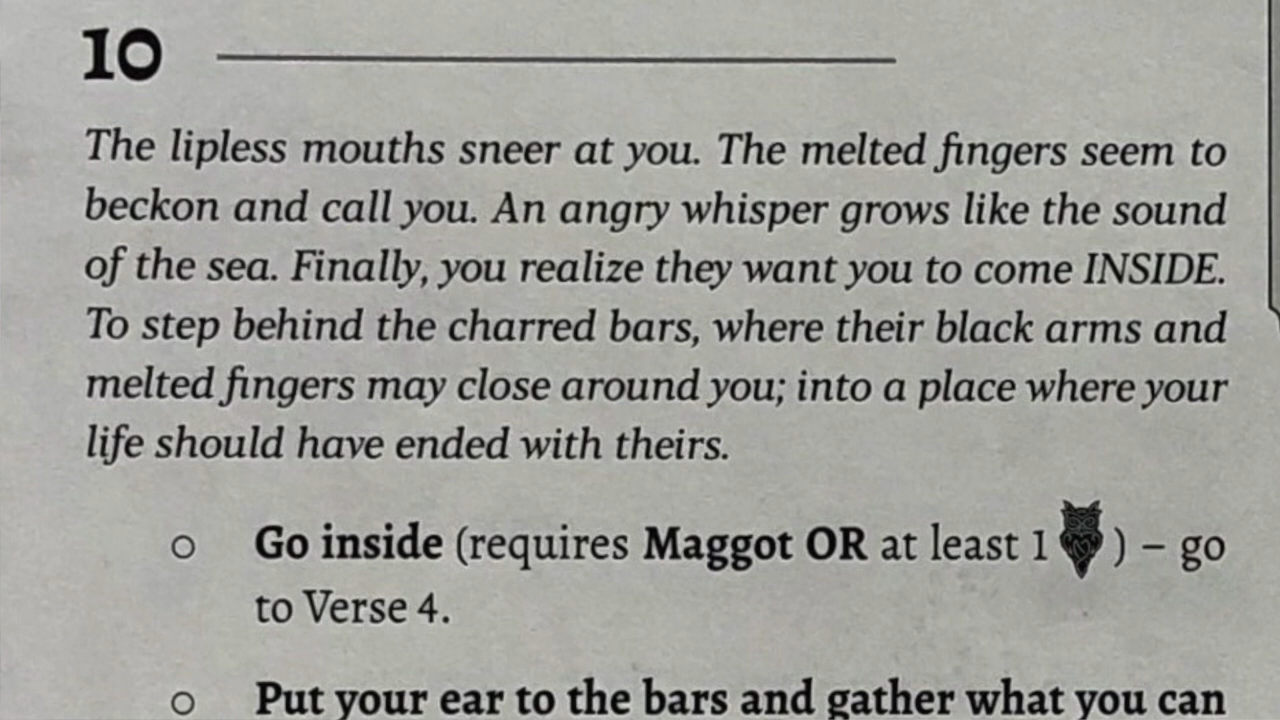 10
The lipless mouths sneer at you. The melted fingers seem to
beckon and call you. An angry whisper grows like the sound
of the sea. Finally, you realize they want you to come INSIDE.
To step behind the charred bars, where their black arms and
melted fingers may close around you; into a place where your
life should have ended with theirs.
○ Go inside (requires Maggot OR at least 1 ) – go
to Verse 4.
○ Put your ear to the bars and gather what you can